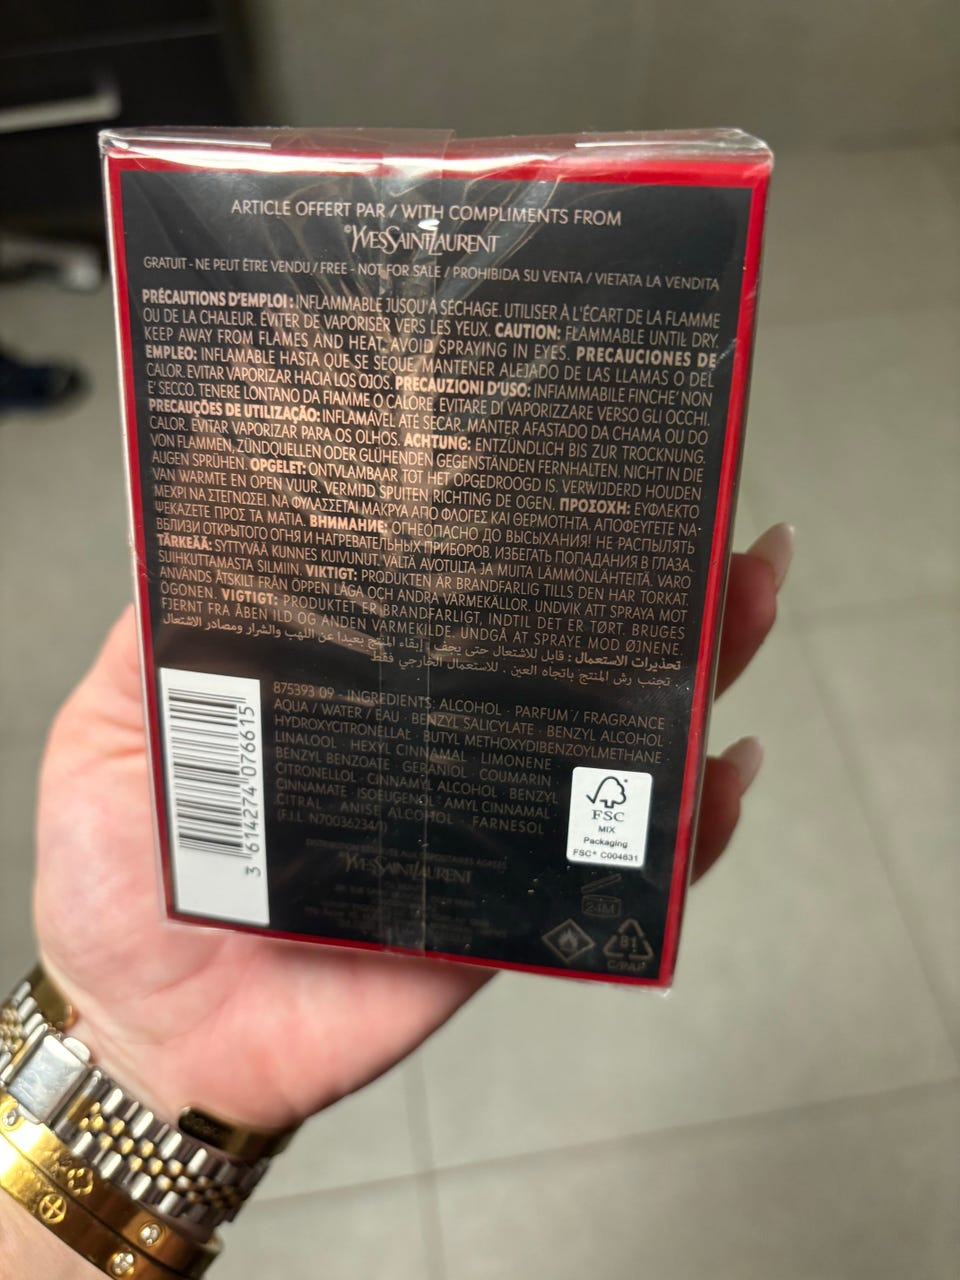 ARTICLE OFFERT PAR / WITH COMPLIMENTS FROM
YVESSAINTLAURENT
GRATUIT - NE PEUT ÊTRE VENDU / FREE - NOT FOR SALE / PROHIBIDA SU VENTA / VIETATA LA VENDITA
PRÉCAUTIONS D'EMPLOI : INFLAMMABLE JUSQU'À SÉCHAGE. UTILISER À L'ÉCART DE LA FLAMME
OU DE LA CHALEUR. ÉVITER DE VAPORISER VERS LES YEUX. CAUTION: FLAMMABLE UNTIL DRY.
KEEP AWAY FROM FLAMES AND HEAT. AVOID SPRAYING IN EYES. PRECAUCIONES DE
EMPLEO: INFLAMABLE HASTA QUE SE SEQUE. MANTENER ALEJADO DE LAS LLAMAS O DEL
CALOR. EVITAR VAPORIZAR HACIA LOS OJOS. PRECAUZIONI D'USO: INFIAMMABILE FINCHE' NON
E' SECCO. TENERE LONTANO DA FIAMME O CALORE. EVITARE DI VAPORIZZARE VERSO GLI OCCHI.
PRECAUÇÕES DE UTILIZAÇÃO: INFLAMÁVEL ATÉ SECAR. MANTER AFASTADO DA CHAMA OU DO
CALOR. EVITAR VAPORIZAR PARA OS OLHOS. ACHTUNG: ENTZÜNDLICH BIS ZUR TROCKNUNG.
VON FLAMMEN, ZÜNDQUELLEN ODER GLÜHENDEN GEGENSTÄNDEN FERNHALTEN. NICHT IN DIE
AUGEN SPRÜHEN. OPGELET: ONTVLAMBAAR TOT HET OPGEDROOGD IS. VERWIJDERD HOUDEN
VAN WARMTE EN OPEN VUUR. VERMIJD SPUITEN RICHTING DE OGEN. ΠΡΟΣΟΧΗ: ΕΥΦΛΕΚΤΟ
ΜΕΧΡΙ ΝΑ ΣΤΕΓΝΩΣΕΙ. ΝΑ ΦΥΛΑΣΣΕΤΑΙ ΜΑΚΡΥΑ ΑΠΟ ΦΛΟΓΕΣ ΚΑΙ ΘΕΡΜΟΤΗΤΑ. ΑΠΟΦΕΥΓΕΤΕ ΝΑ
ΨΕΚΑΖΕΤΕ ΠΡΟΣ ΤΑ ΜΑΤΙΑ. ВНИМАНИЕ: ОГНЕОПАСНО ДО ВЫСЫХАНИЯ! НЕ РАСПЫЛЯТЬ
ВБЛИЗИ ОТКРЫТОГО ОГНЯ И НАГРЕВАТЕЛЬНЫХ ПРИБОРОВ. ИЗБЕГАТЬ ПОПАДАНИЯ В ГЛАЗА.
TÄRKEÄÄ: SYTTYVÄÄ KUNNES KUIVUNUT. VÄLTÄ AVOTULTA JA MUITA LÄMMÖNLÄHTEITÄ. VARO
SUIHKUTTAMASTA SILMIIN. VIKTIGT: PRODUKTEN ÄR BRANDFARLIG TILLS DEN HAR TORKAT.
ANVÄNDS ÅTSKILT FRÅN ÖPPEN LÅGA OCH ANDRA VÄRMEKÄLLOR. UNDVIK ATT SPRAYA MOT
ÖGONEN. VIGTIGT: PRODUKTET ER BRANDFARLIGT, INDTIL DET ER TØRT. BRUGES
FJERNT FRA ÅBEN ILD OG ANDEN VARMEKILDE. UNDGÅ AT SPRAYE MOD ØJNENE.
تحذيرات الاستعمال : قابل للاشتعال حتى يجف . إبقاء المنتج بعيدا عن اللهب والشرار ومصادر الاشتعال
تجنب رش المنتج باتجاه العين . للاستعمال الخارجي فقط
875393 09 - INGREDIENTS: ALCOHOL · PARFUM / FRAGRANCE
AQUA / WATER / EAU · BENZYL SALICYLATE · BENZYL ALCOHOL ·
HYDROXYCITRONELLAL · BUTYL METHOXYDIBENZOYLMETHANE ·
LINALOOL · HEXYL CINNAMAL · LIMONENE ·
BENZYL BENZOATE · GERANIOL · COUMARIN ·
CITRONELLOL · CINNAMYL ALCOHOL · BENZYL
CINNAMATE · ISOEUGENOL · AMYL CINNAMAL
· CITRAL · ANISE ALCOHOL · FARNESOL
(F.I.L. N70036234/1)
3 614274 076615
FSC
MIX
Packaging
FSC® C004631
YVESSAINTLAURENT
24M
81
C/PAP